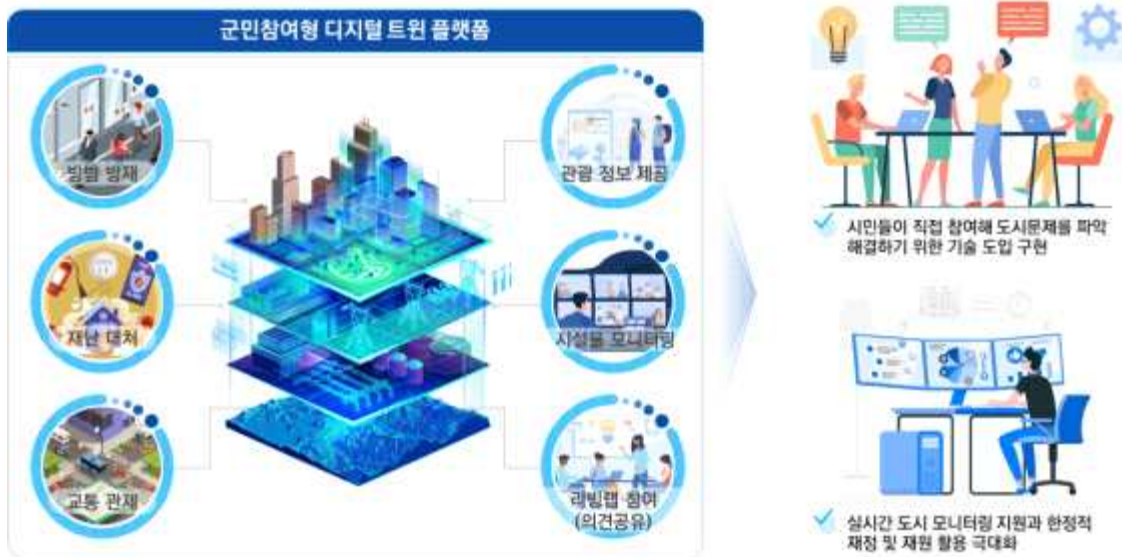 군민참여형 디지털 트윈 플랫폼
방범 방재
관광 정보 제공
재난 대처
시설물 모니터링
교통 관제
리빙랩 참여
(의견공유)
시민들이 직접 참여해 도시문제를 파악
해결하기 위한 기술 도입 구현
실시간 도시 모니터링 지원과 한정적
재정 및 재원 활용 극대화